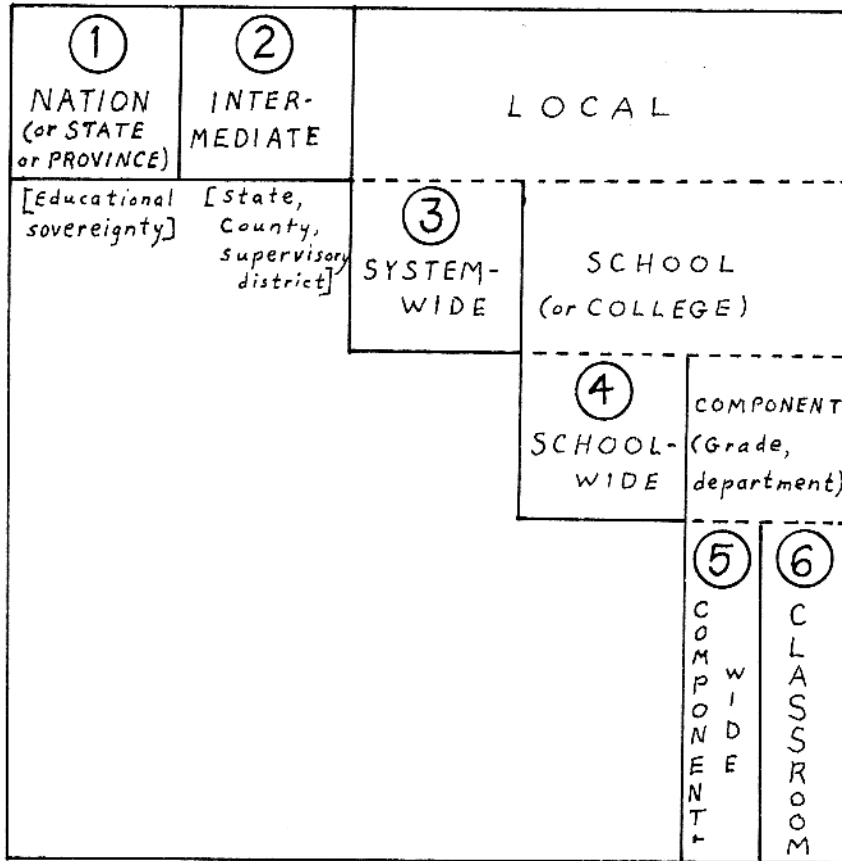 1
NATION
(or STATE
or PROVINCE)
[Educational
sovereignty]
2
INTER-
MEDIATE
[State,
County,
supervisory
district]
LOCAL
3
SYSTEM-
WIDE
SCHOOL
(or COLLEGE)
4
SCHOOL-
WIDE
COMPONENT
(Grade,
department)
5
COMPONENT-
WIDE
6
CLASSROOM